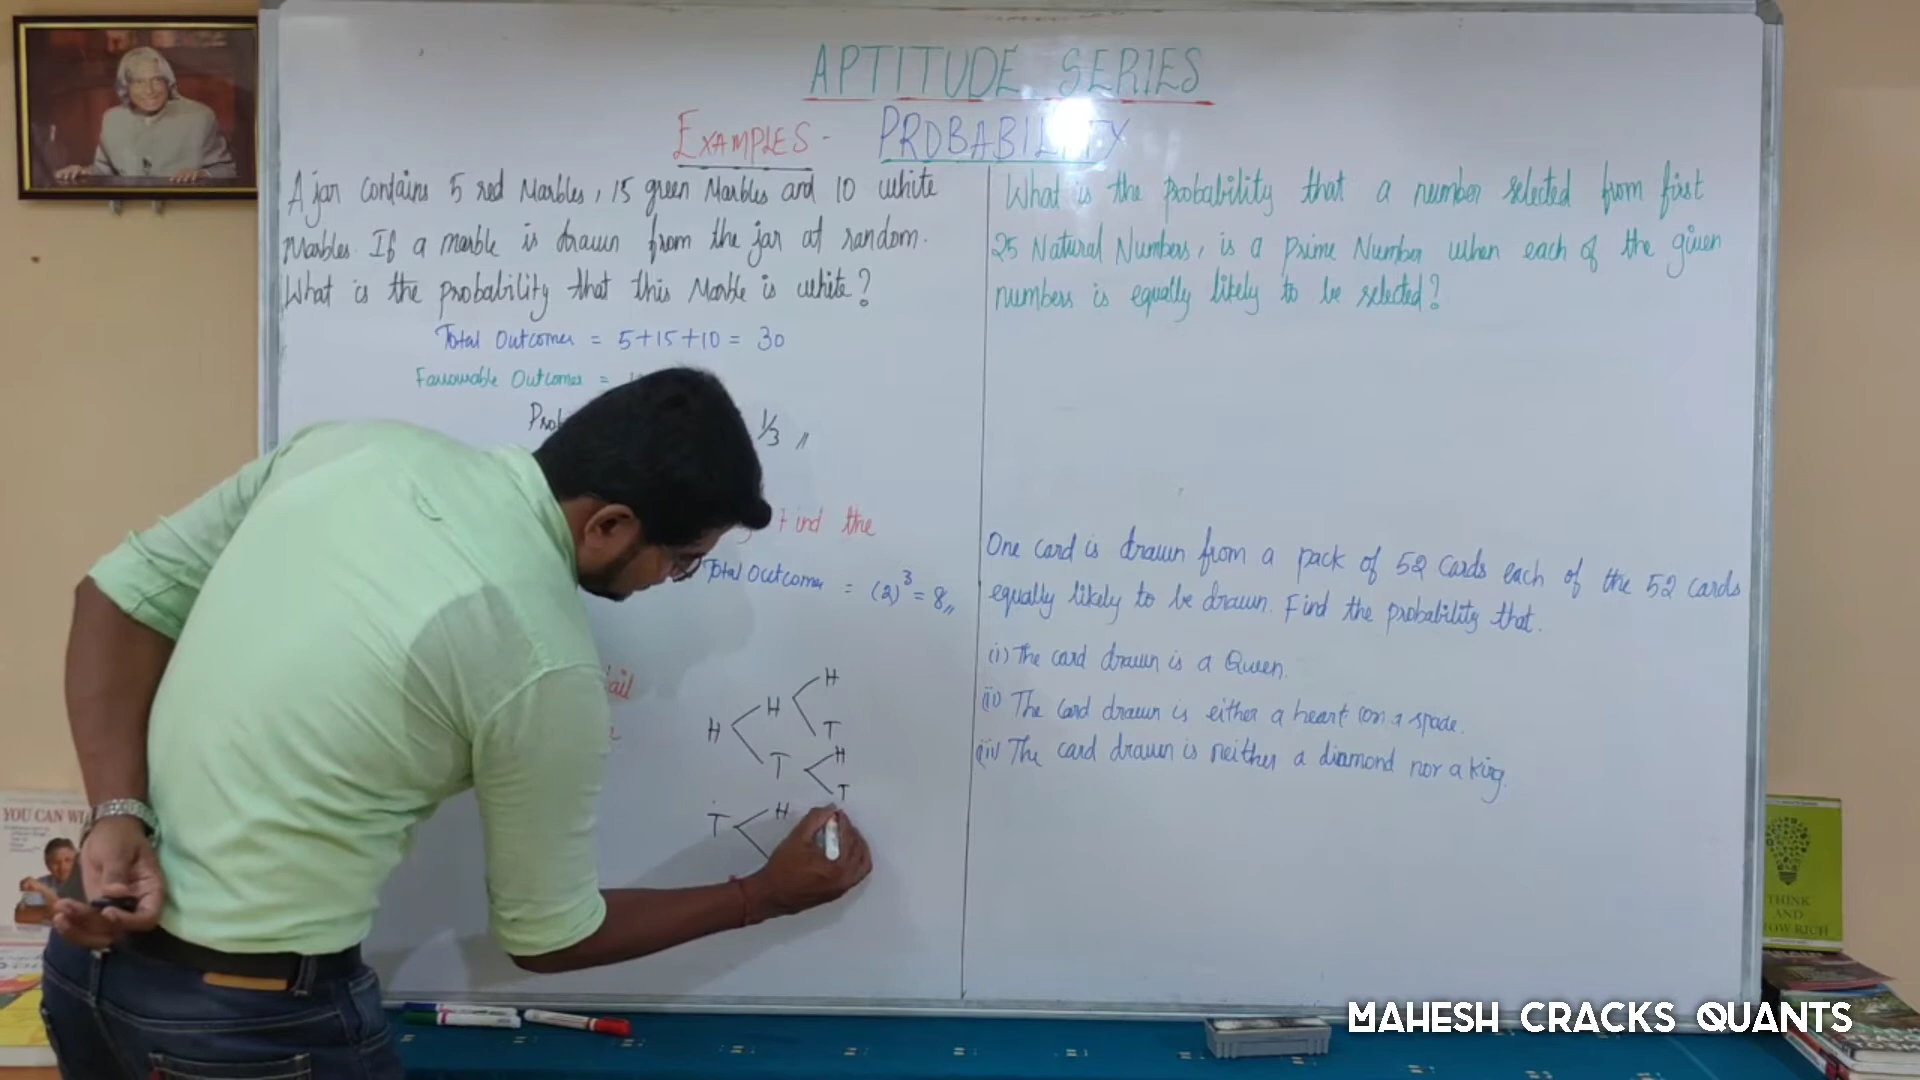 APTITUDE SERIES
EXAMPLES - PROBABILITY
A jar contains 5 red Marbles, 15 green Marbles and 10 white
Marbles. If a marble is drawn from the jar at random.
What is the probability that this Marble is white?
Total Outcomes = 5+15+10 = 30
Favourable Outcomes =
Prob
1/3 //
Find the
Total Outcomes = (2)^3 = 8//
H
H H
T
T H
T
T H
What is the probability that a number selected from first
25 Natural Numbers, is a prime Number when each of the given
numbers is equally likely to be selected?
One card is drawn from a pack of 52 cards each of the 52 cards
equally likely to be drawn. Find the probability that.
(i) The card drawn is a Queen.
(ii) The card drawn is either a heart (or) a spade.
(iii) The card drawn is neither a diamond nor a king.
YOU CAN WI
THINK
AND
MAHESH CRACKS QUANTS